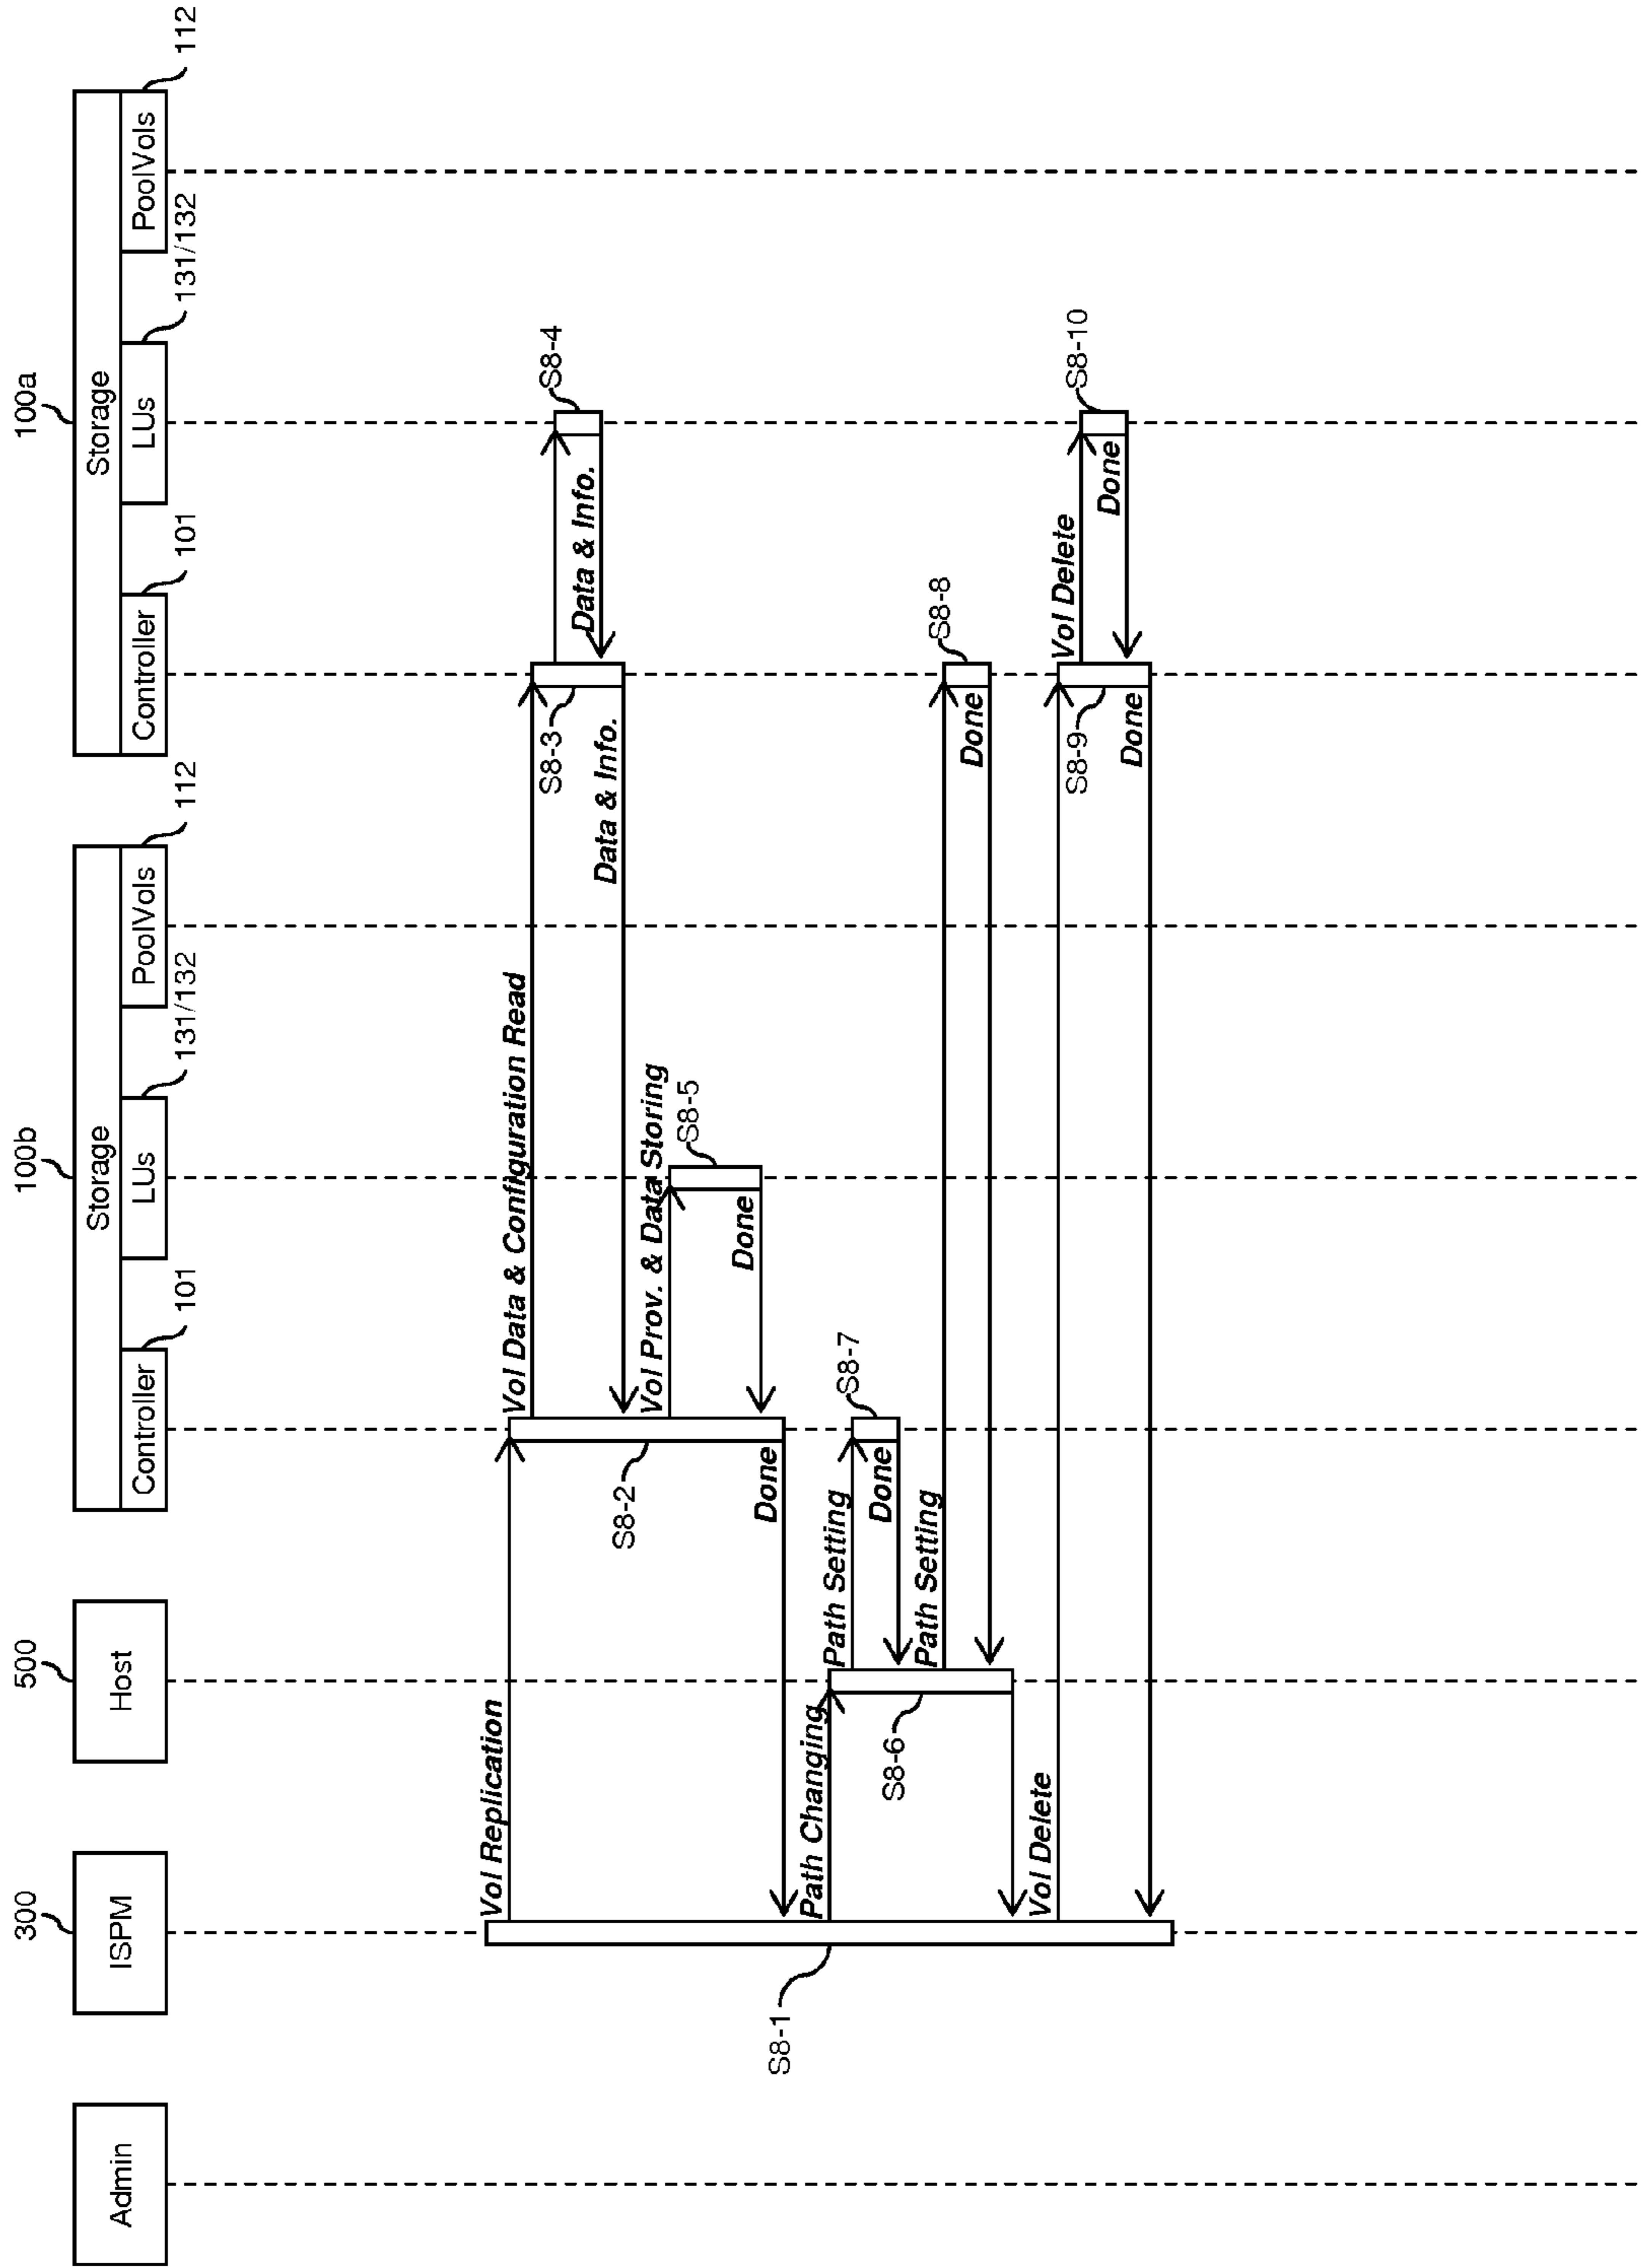 Admin
300
ISPM
500
Host
100b
Storage
Controller
LUs
PoolVols
101
131/132
112
100a
Storage
Controller
LUs
PoolVols
101
131/132
112
S8-1
Vol Replication
S8-2
Vol Data & Configuration Read
S8-3
S8-4
Data & Info.
Data & Info.
Vol Prov. & Data Storing
S8-5
Done
Done
Path Changing
S8-6
Path Setting
S8-7
Done
Path Setting
S8-8
Done
Vol Delete
S8-9
Vol Delete
S8-10
Done
Done